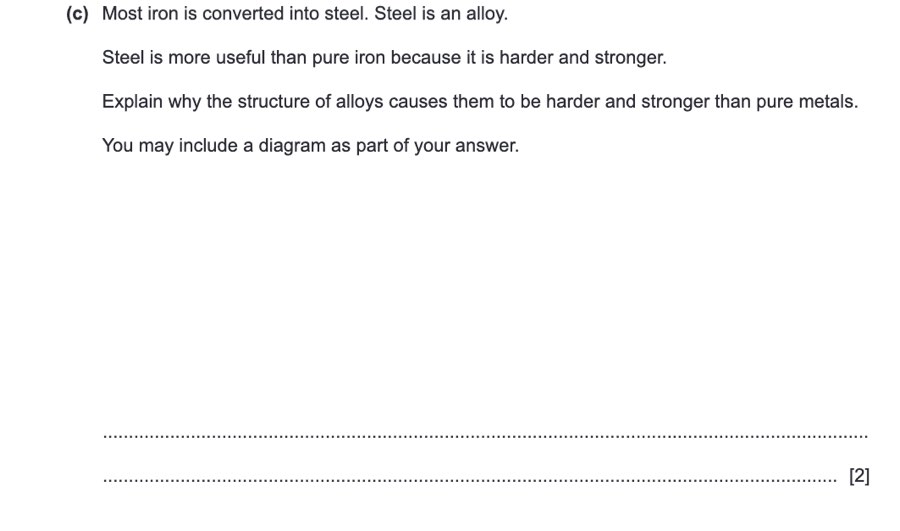 (c) Most iron is converted into steel. Steel is an alloy.
Steel is more useful than pure iron because it is harder and stronger.
Explain why the structure of alloys causes them to be harder and stronger than pure metals.
You may include a diagram as part of your answer.
[2]